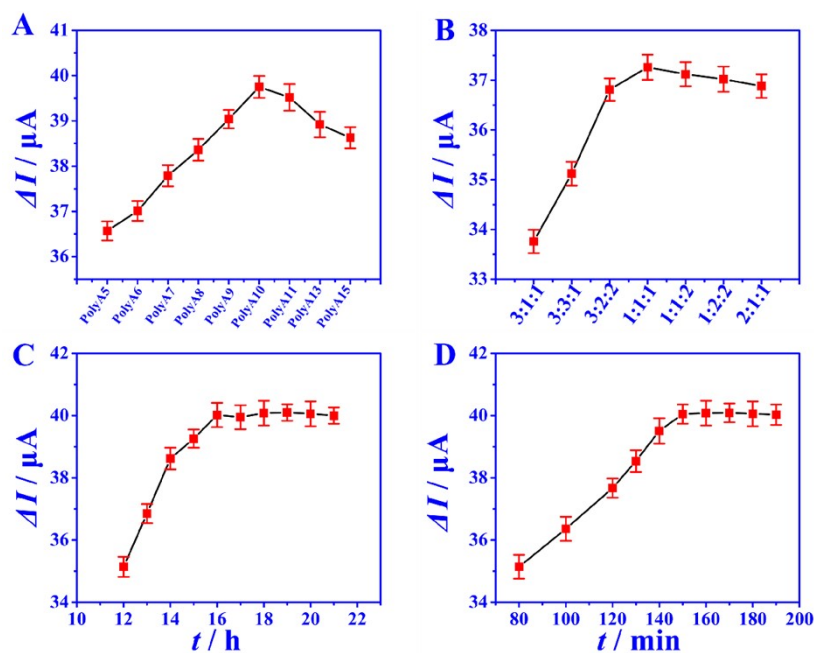 A
41
40
39
38
37
36
ΔI / μA
PolyA5
PolyA6
PolyA7
PolyA8
PolyA9
PolyA10
PolyA11
PolyA13
PolyA15
B
38
37
36
35
34
33
ΔI / μA
3:1:1
3:3:1
3:2:2
1:1:1
1:1:2
1:2:2
2:1:1
C
42
40
38
36
34
ΔI / μA
10 12 14 16 18 20 22
t / h
D
42
40
38
36
34
ΔI / μA
80 100 120 140 160 180 200
t / min